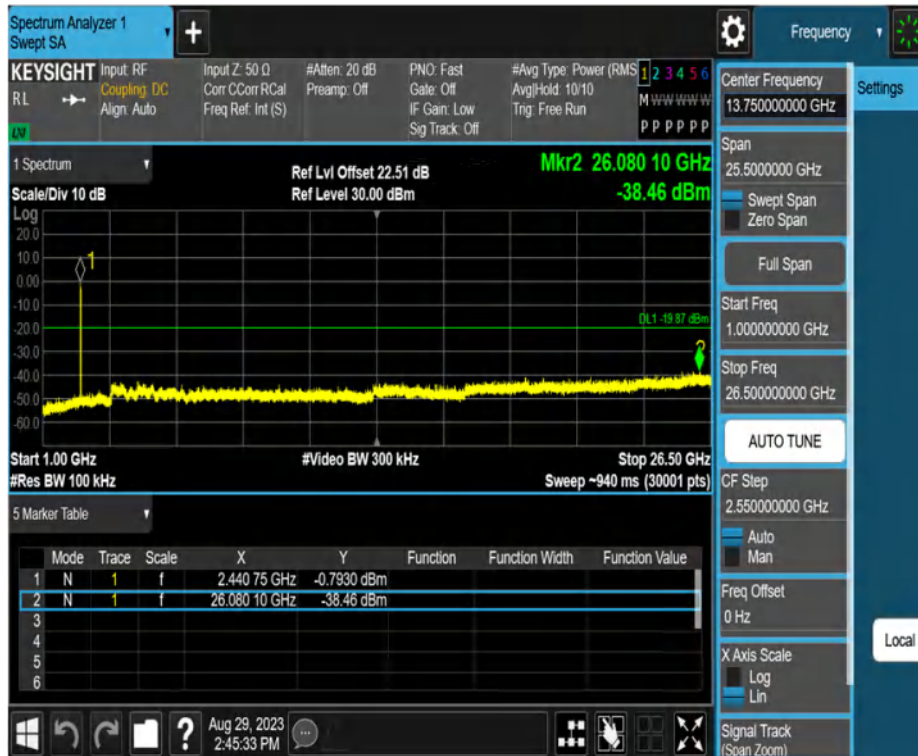 Spectrum Analyzer 1
Swept SA
+
Frequency
KEYSIGHT
RL
LNI
Input: RF
Coupling: DC
Align: Auto
Input Z: 50 Ω
Corr CCorr RCal
Freq Ref: Int (S)
#Atten: 20 dB
Preamp: Off
PNO: Fast
Gate: Off
IF Gain: Low
Sig Track: Off
#Avg Type: Power (RMS
Avg|Hold: 10/10
Trig: Free Run
1 2 3 4 5 6
M W W W W W
P P P P P P
1 Spectrum
Scale/Div 10 dB
Ref Lvl Offset 22.51 dB
Ref Level 30.00 dBm
Mkr2 26.080 10 GHz
-38.46 dBm
Log
20.0
10.0
0.00
-10.0
-20.0
-30.0
-40.0
-50.0
-60.0
1
2
DL1 -19.87 dBm
Start 1.00 GHz
#Video BW 300 kHz
Stop 26.50 GHz
#Res BW 100 kHz
Sweep ~940 ms (30001 pts)
5 Marker Table
Mode Trace Scale X Y Function Function Width Function Value
1 N 1 f 2.440 75 GHz -0.7930 dBm
2 N 1 f 26.080 10 GHz -38.46 dBm
3
4
5
6
?
Aug 29, 2023
2:45:33 PM
Center Frequency
13.750000000 GHz
Settings
Span
25.5000000 GHz
Swept Span
Zero Span
Full Span
Start Freq
1.000000000 GHz
Stop Freq
26.500000000 GHz
AUTO TUNE
CF Step
2.550000000 GHz
Auto
Man
Freq Offset
0 Hz
Local
X Axis Scale
Log
Lin
Signal Track
(Span Zoom)